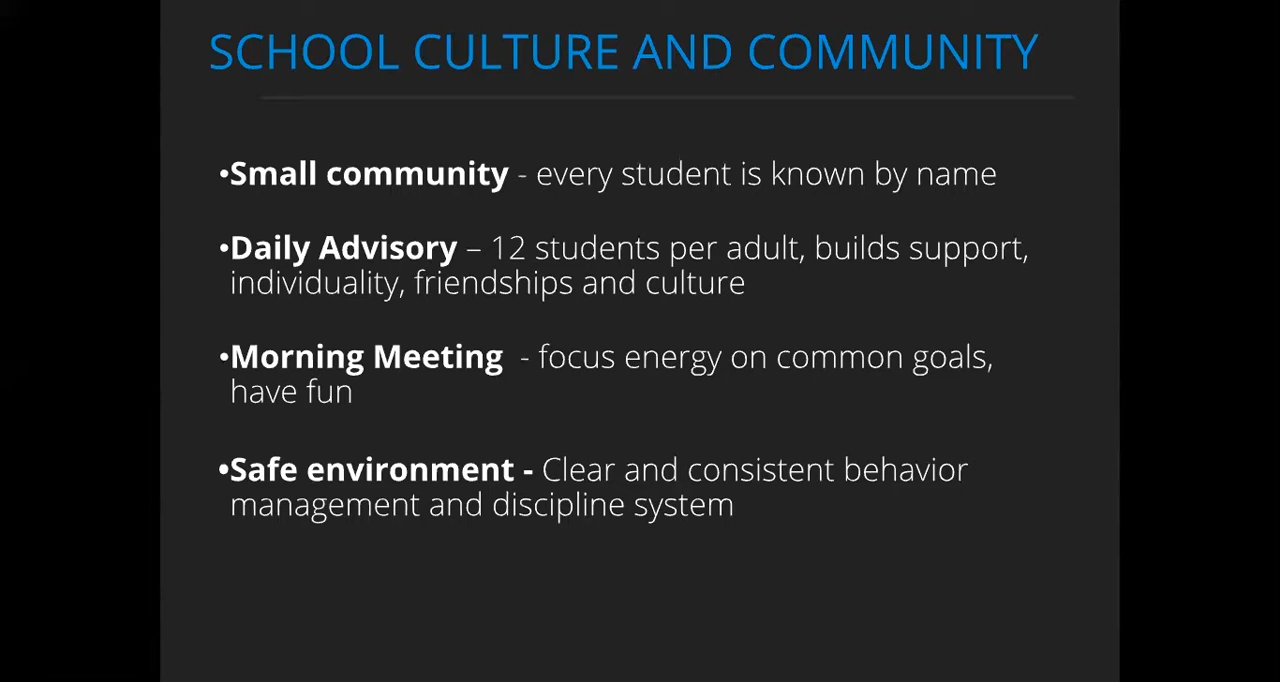 SCHOOL CULTURE AND COMMUNITY
•Small community - every student is known by name
•Daily Advisory – 12 students per adult, builds support,
individuality, friendships and culture
•Morning Meeting  - focus energy on common goals,
have fun
•Safe environment - Clear and consistent behavior
management and discipline system